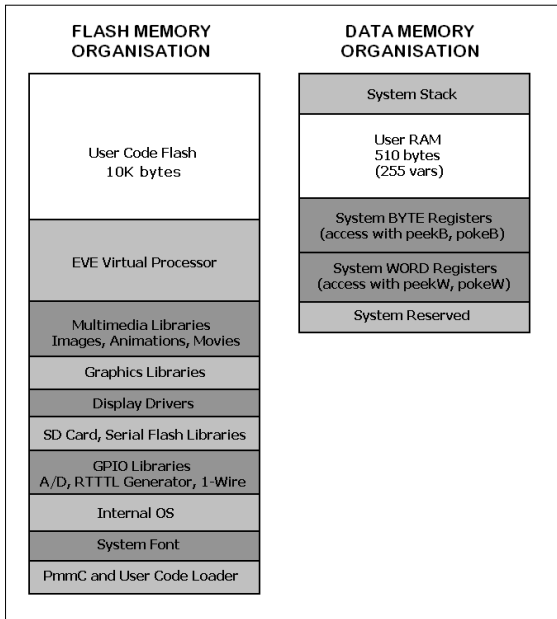 FLASH MEMORY
ORGANISATION
User Code Flash
10K bytes
EVE Virtual Processor
Multimedia Libraries
Images, Animations, Movies
Graphics Libraries
Display Drivers
SD Card, Serial Flash Libraries
GPIO Libraries
A/D, RTTTL Generator, 1-Wire
Internal OS
System Font
PmmC and User Code Loader
DATA MEMORY
ORGANISATION
System Stack
User RAM
510 bytes
(255 vars)
System BYTE Registers
(access with peekB, pokeB)
System WORD Registers
(access with peekW, pokeW)
System Reserved